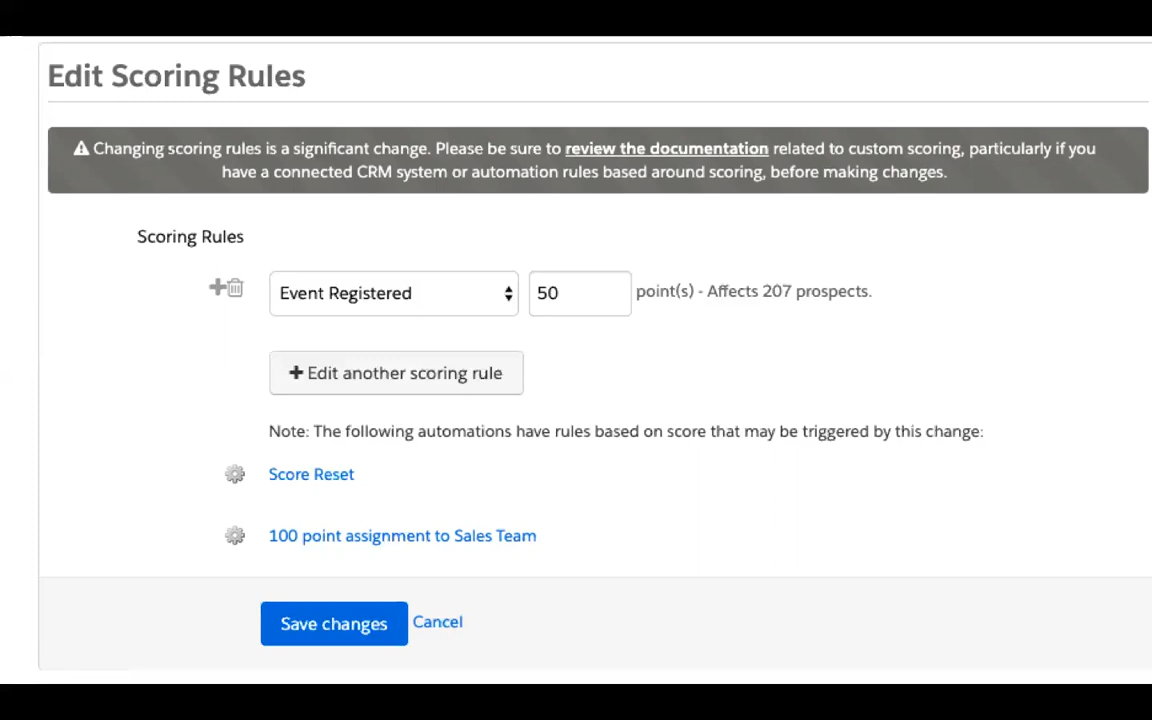 Edit Scoring Rules
Changing scoring rules is a significant change. Please be sure to review the documentation related to custom scoring, particularly if you
have a connected CRM system or automation rules based around scoring, before making changes.
Scoring Rules
Event Registered 50 point(s) - Affects 207 prospects.
Edit another scoring rule
Note: The following automations have rules based on score that may be triggered by this change:
Score Reset
100 point assignment to Sales Team
Save changes Cancel